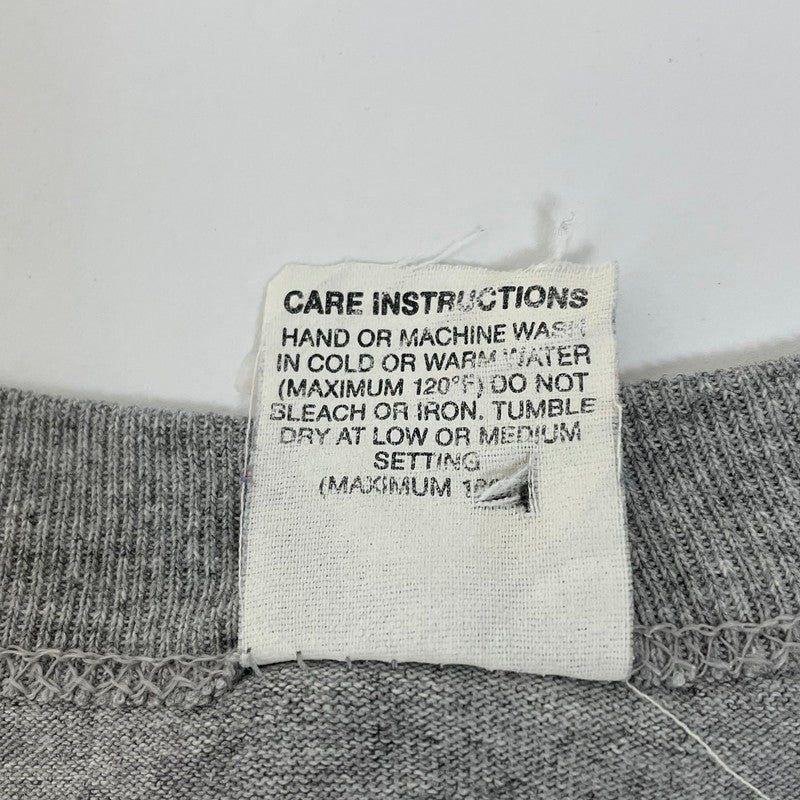 CARE INSTRUCTIONS
HAND OR MACHINE WASH
IN COLD OR WARM WATER
(MAXIMUM 120°F) DO NOT
BLEACH OR IRON. TUMBLE
DRY AT LOW OR MEDIUM
SETTING
(MAXIMUM